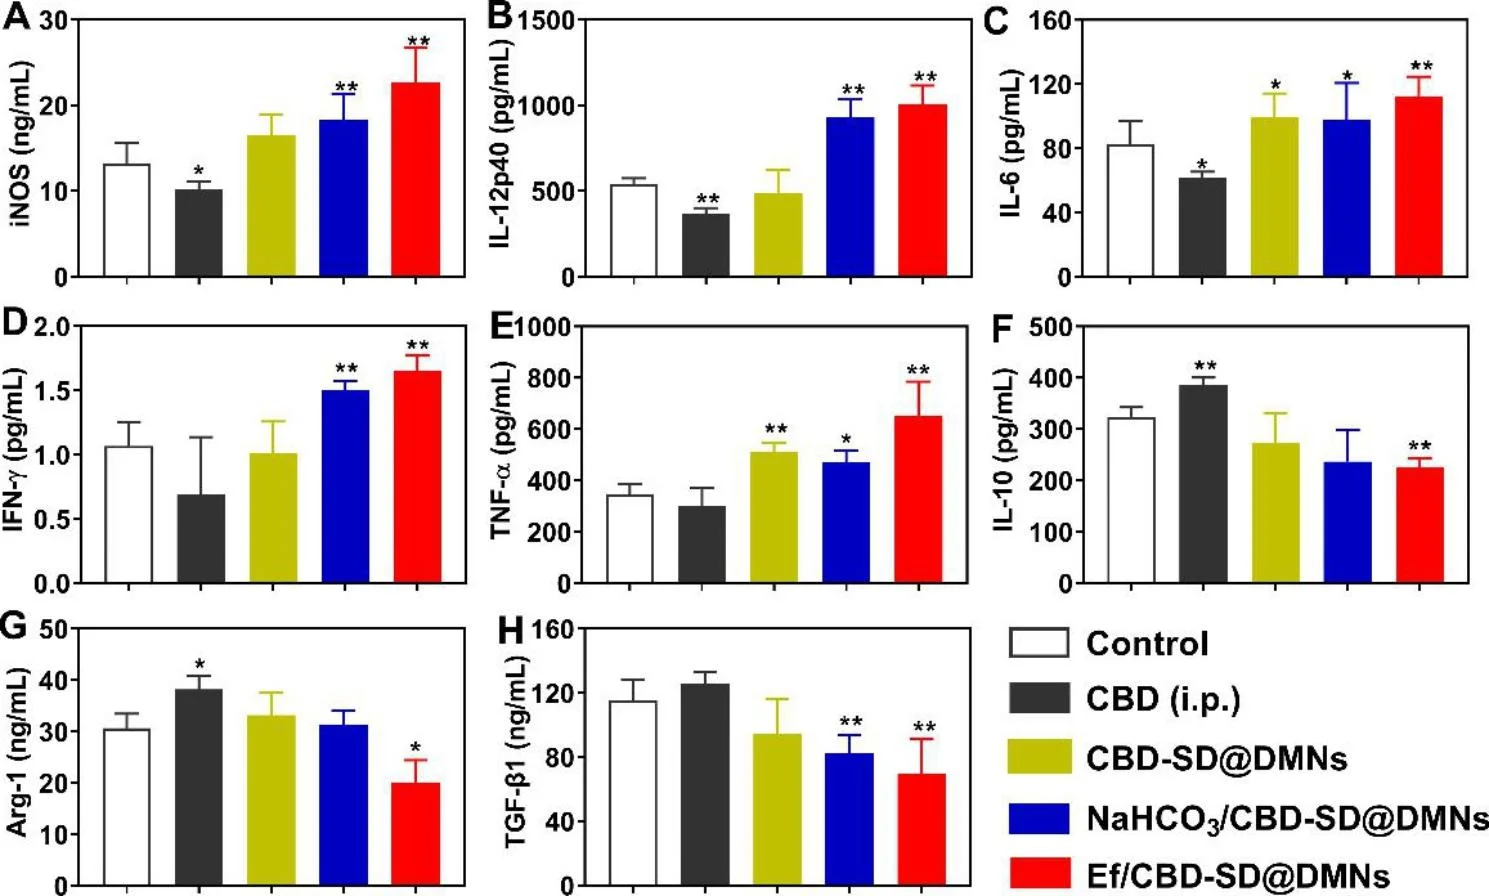 A
iNOS (ng/mL)
30
20
10
0
*
**
**
B
IL-12p40 (pg/mL)
1500
1000
500
0
**
**
**
C
IL-6 (pg/mL)
160
120
80
40
0
*
*
*
**
D
IFN-γ (pg/mL)
2.0
1.5
1.0
0.5
0.0
**
**
E
TNF-α (pg/mL)
1000
800
600
400
200
0
**
*
**
F
IL-10 (pg/mL)
500
400
300
200
100
0
**
**
G
Arg-1 (ng/mL)
50
40
30
20
10
0
*
*
H
TGF-β1 (ng/mL)
160
120
80
40
0
**
**
Control
CBD (i.p.)
CBD-SD@DMNs
NaHCO₃/CBD-SD@DMNs
Ef/CBD-SD@DMNs